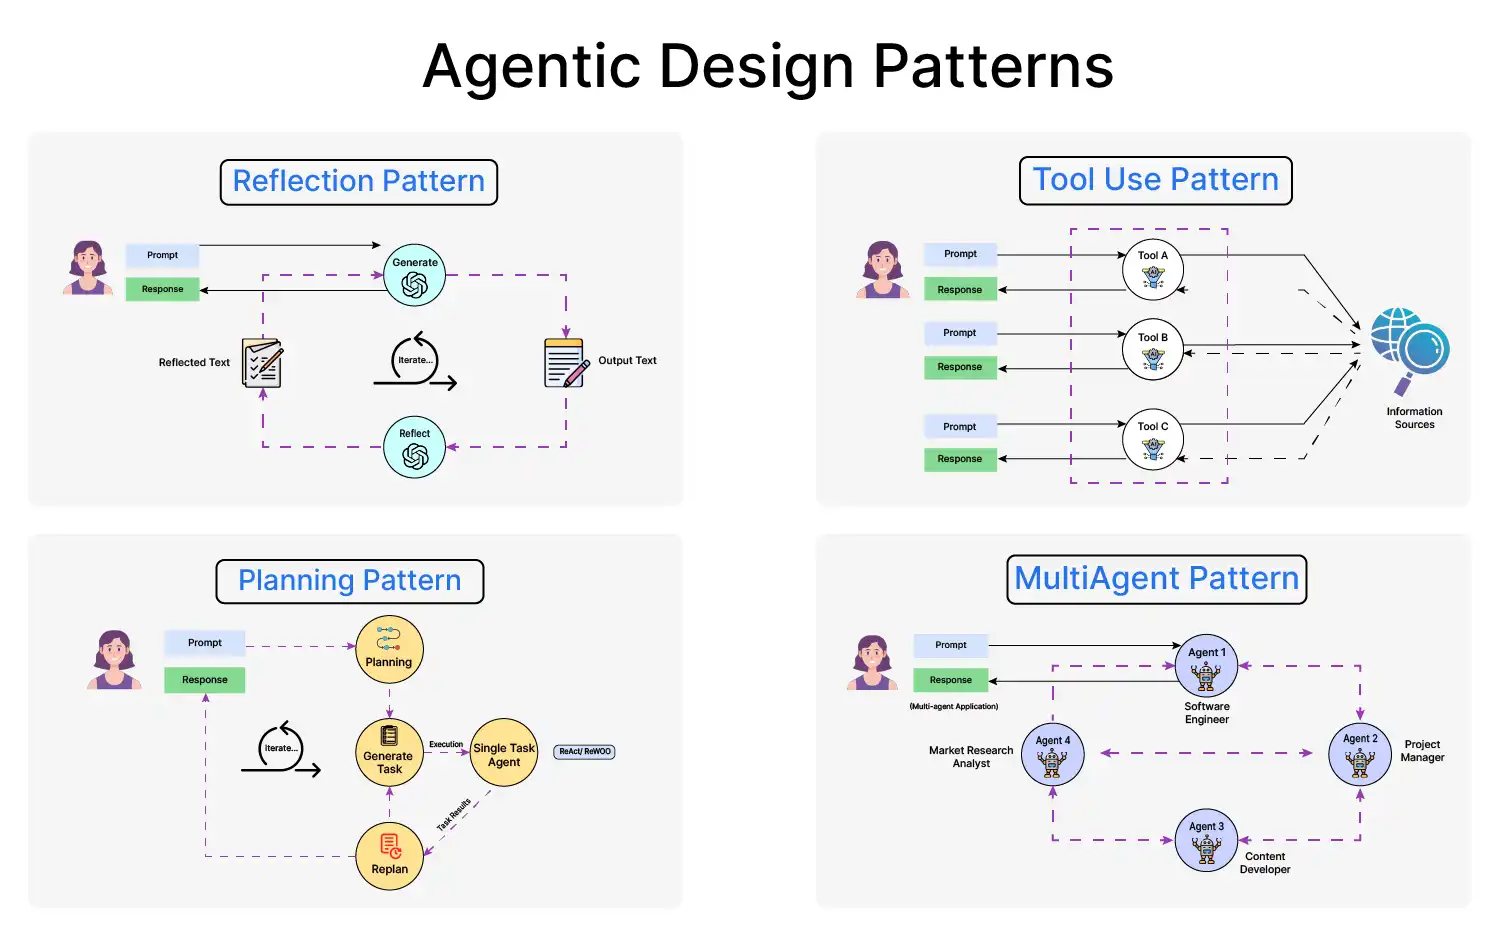 Agentic Design Patterns
Reflection Pattern
Prompt
Response
Generate
Reflected Text
Iterate...
Output Text
Reflect
Tool Use Pattern
Prompt
Response
Tool A
AI
Prompt
Response
Tool B
AI
Prompt
Response
Tool C
AI
Information
Sources
Planning Pattern
Prompt
Response
Planning
iterate...
Generate
Task
Execution
Single Task
Agent
ReAct/ ReWOO
Task Results
Replan
MultiAgent Pattern
Prompt
Response
(Multi-agent Application)
Agent 1
Software
Engineer
Market Research
Analyst
Agent 4
Agent 2
Project
Manager
Agent 3
Content
Developer